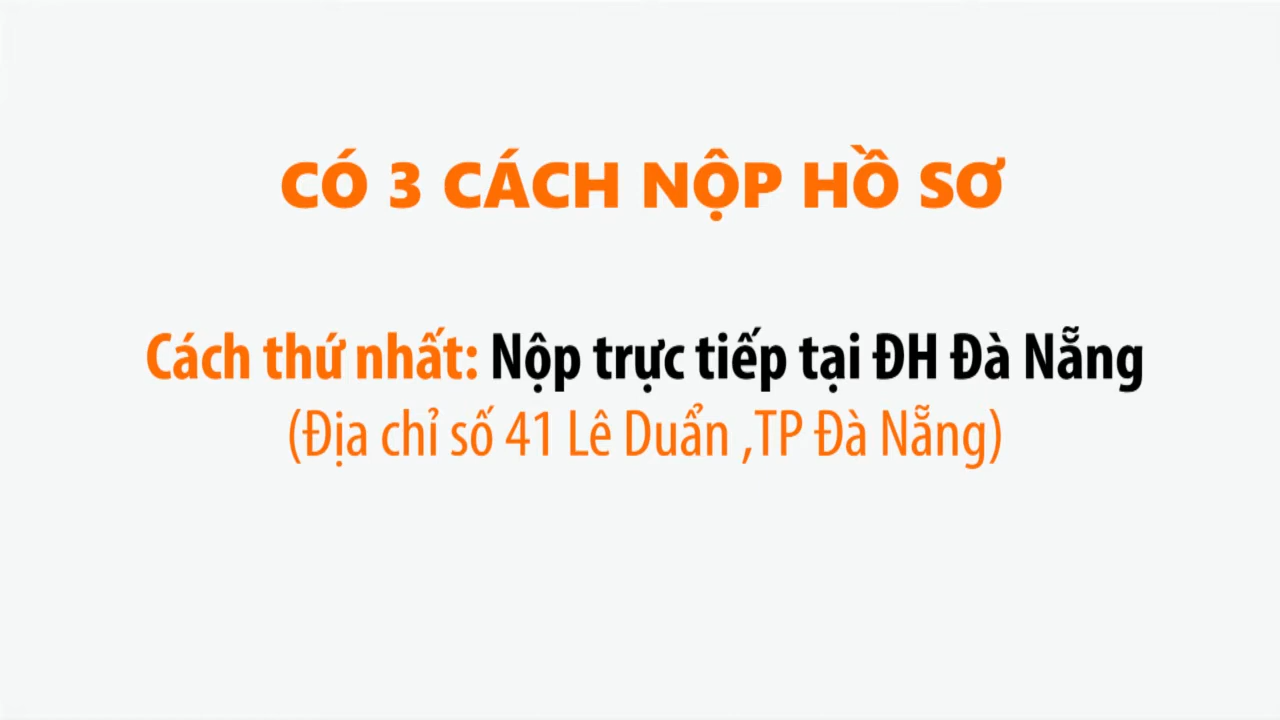 CÓ 3 CÁCH NỘP HỒ SƠ
Cách thứ nhất: Nộp trực tiếp tại ĐH Đà Nẵng
(Địa chỉ số 41 Lê Duẩn ,TP Đà Nẵng)